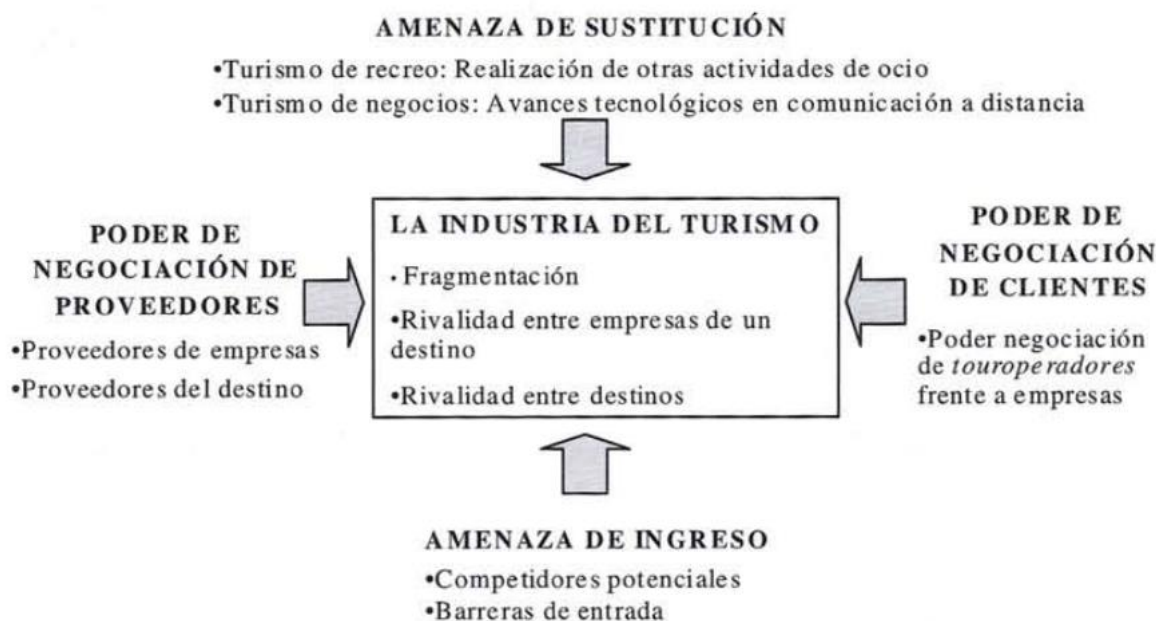 AMENAZA DE SUSTITUCIÓN
•Turismo de recreo: Realización de otras actividades de ocio
•Turismo de negocios: Avances tecnológicos en comunicación a distancia
PODER DE
NEGOCIACIÓN DE
PROVEEDORES
•Proveedores de empresas
•Proveedores del destino
LA INDUSTRIA DEL TURISMO
· Fragmentación
•Rivalidad entre empresas de un
destino
•Rivalidad entre destinos
PODER DE
NEGOCIACIÓN
DE CLIENTES
•Poder negociación
de touroperadores
frente a empresas
AMENAZA DE INGRESO
•Competidores potenciales
•Barreras de entrada